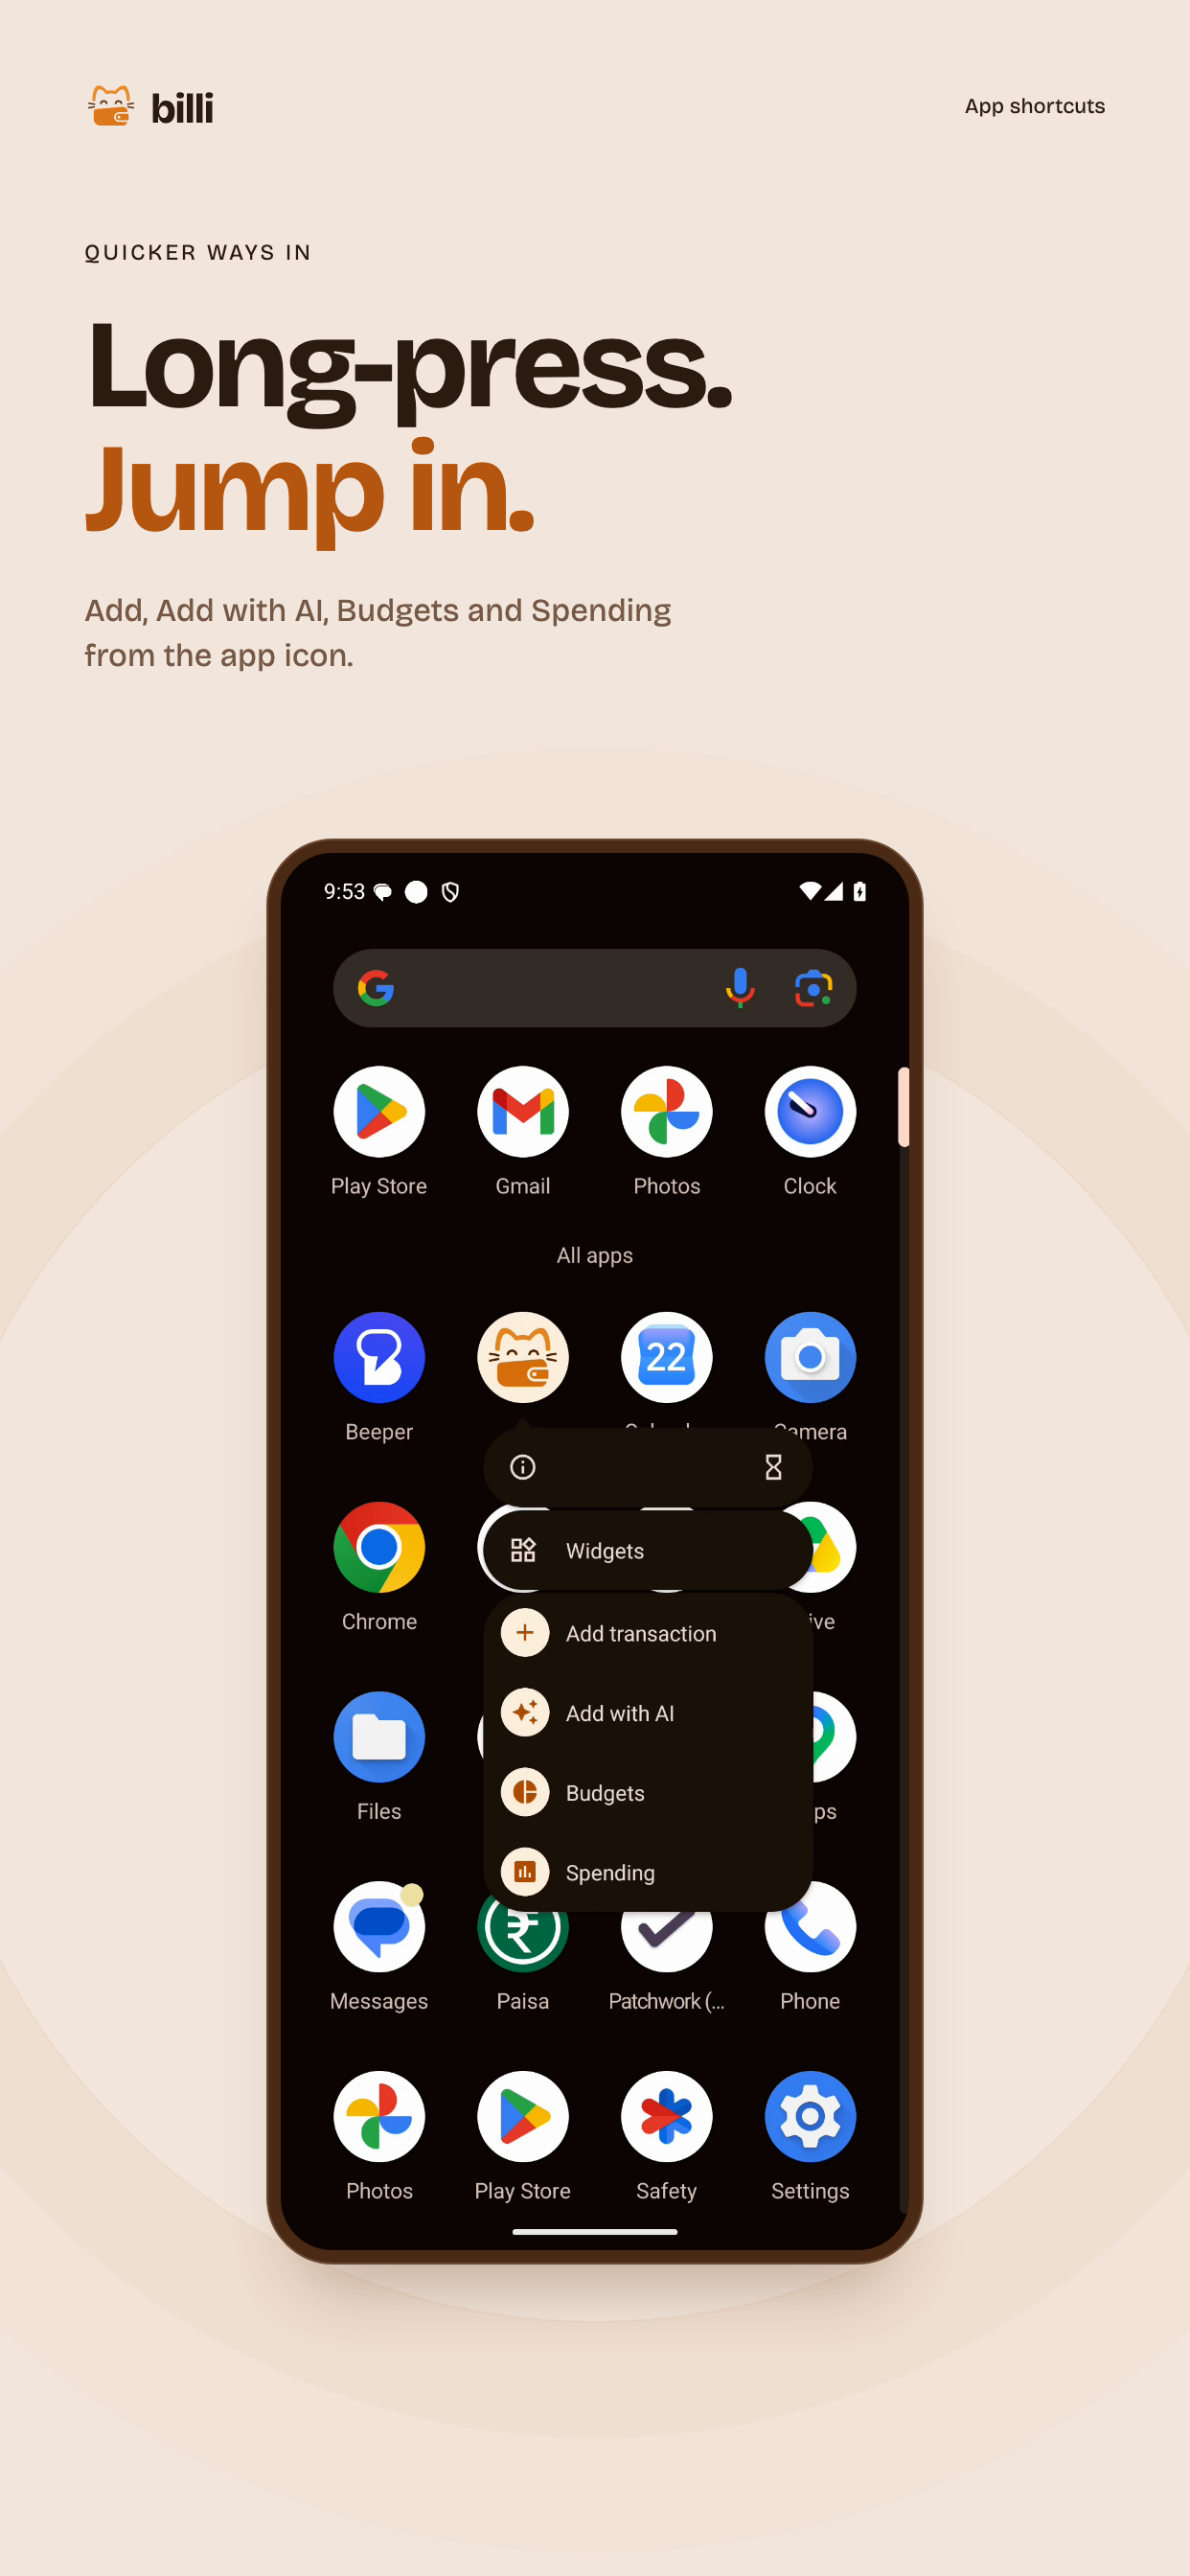 billi
App shortcuts
QUICKER WAYS IN
Long-press.
Jump in.
Add, Add with AI, Budgets and Spending
from the app icon.
9:53
Play Store
Gmail
Photos
Clock
All apps
22
Beeper
Camera
Widgets
Chrome
Add transaction
Add with AI
Files
Budgets
Spending
Messages
Paisa
Patchwork (...
Phone
Photos
Play Store
Safety
Settings